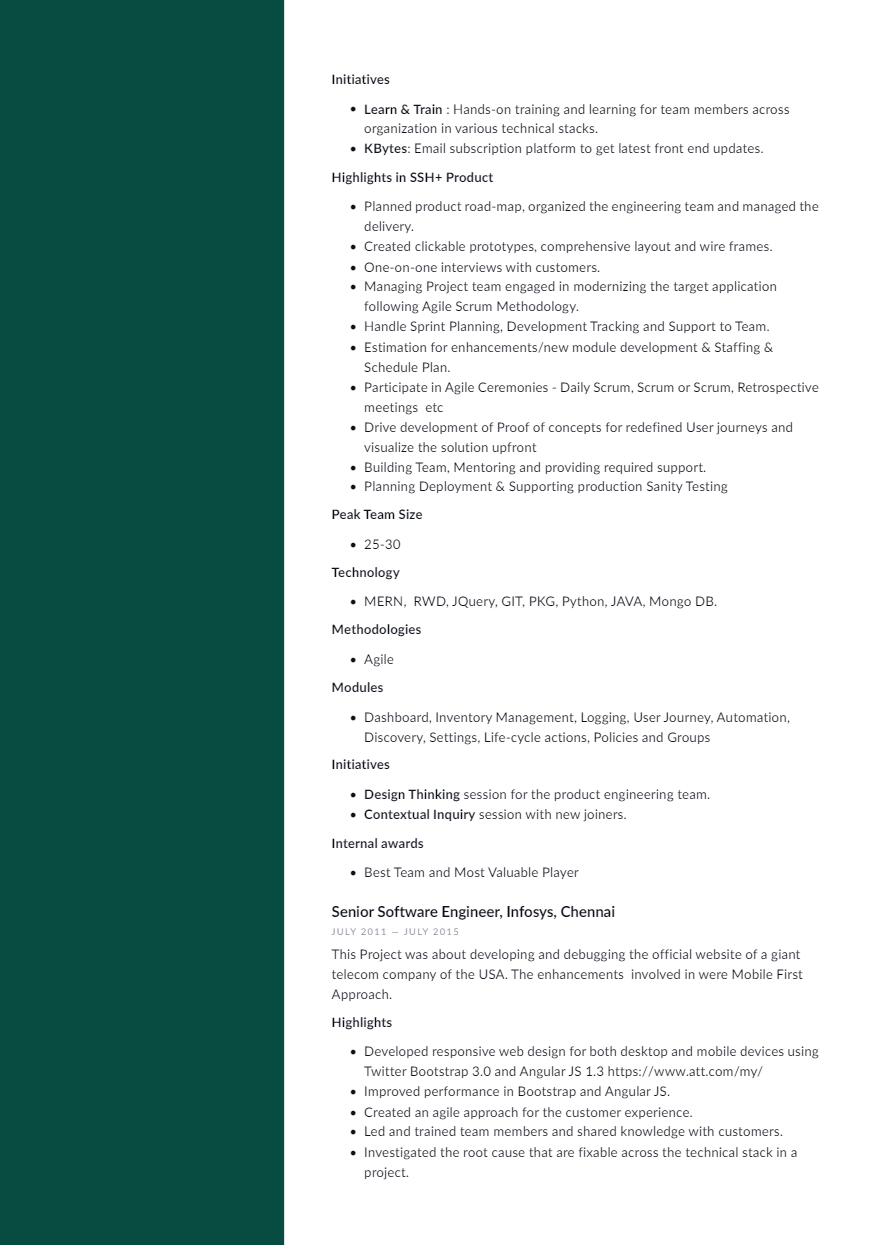 Initiatives
• Learn & Train : Hands-on training and learning for team members across
organization in various technical stacks.
• KBytes: Email subscription platform to get latest front end updates.
Highlights in SSH+ Product
• Planned product road-map, organized the engineering team and managed the
delivery.
• Created clickable prototypes, comprehensive layout and wire frames.
• One-on-one interviews with customers.
• Managing Project team engaged in modernizing the target application
following Agile Scrum Methodology.
• Handle Sprint Planning, Development Tracking and Support to Team.
• Estimation for enhancements/new module development & Staffing &
Schedule Plan.
• Participate in Agile Ceremonies - Daily Scrum, Scrum or Scrum, Retrospective
meetings  etc
• Drive development of Proof of concepts for redefined User journeys and
visualize the solution upfront
• Building Team, Mentoring and providing required support.
• Planning Deployment & Supporting production Sanity Testing
Peak Team Size
• 25-30
Technology
• MERN,  RWD, JQuery, GIT, PKG, Python, JAVA, Mongo DB.
Methodologies
• Agile
Modules
• Dashboard, Inventory Management, Logging, User Journey, Automation,
Discovery, Settings, Life-cycle actions, Policies and Groups
Initiatives
• Design Thinking session for the product engineering team.
• Contextual Inquiry session with new joiners.
Internal awards
• Best Team and Most Valuable Player
Senior Software Engineer, Infosys, Chennai
JULY 2011 — JULY 2015
This Project was about developing and debugging the official website of a giant
telecom company of the USA. The enhancements  involved in were Mobile First
Approach.
Highlights
• Developed responsive web design for both desktop and mobile devices using
Twitter Bootstrap 3.0 and Angular JS 1.3 https://www.att.com/my/
• Improved performance in Bootstrap and Angular JS.
• Created an agile approach for the customer experience.
• Led and trained team members and shared knowledge with customers.
• Investigated the root cause that are fixable across the technical stack in a
project.